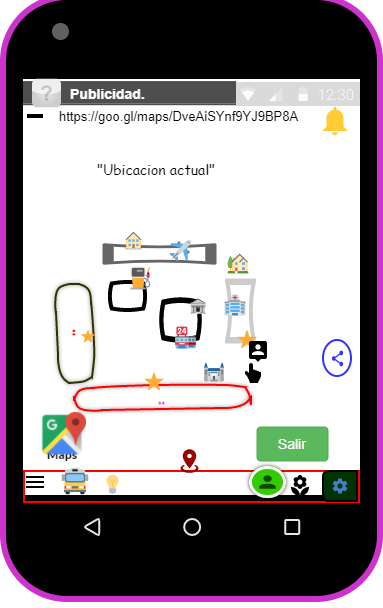 ?
Publicidad.
12:30
https://goo.gl/maps/DveAiSYnf9YJ9BP8A
"Ubicacion actual"
24
G
Maps
Salir